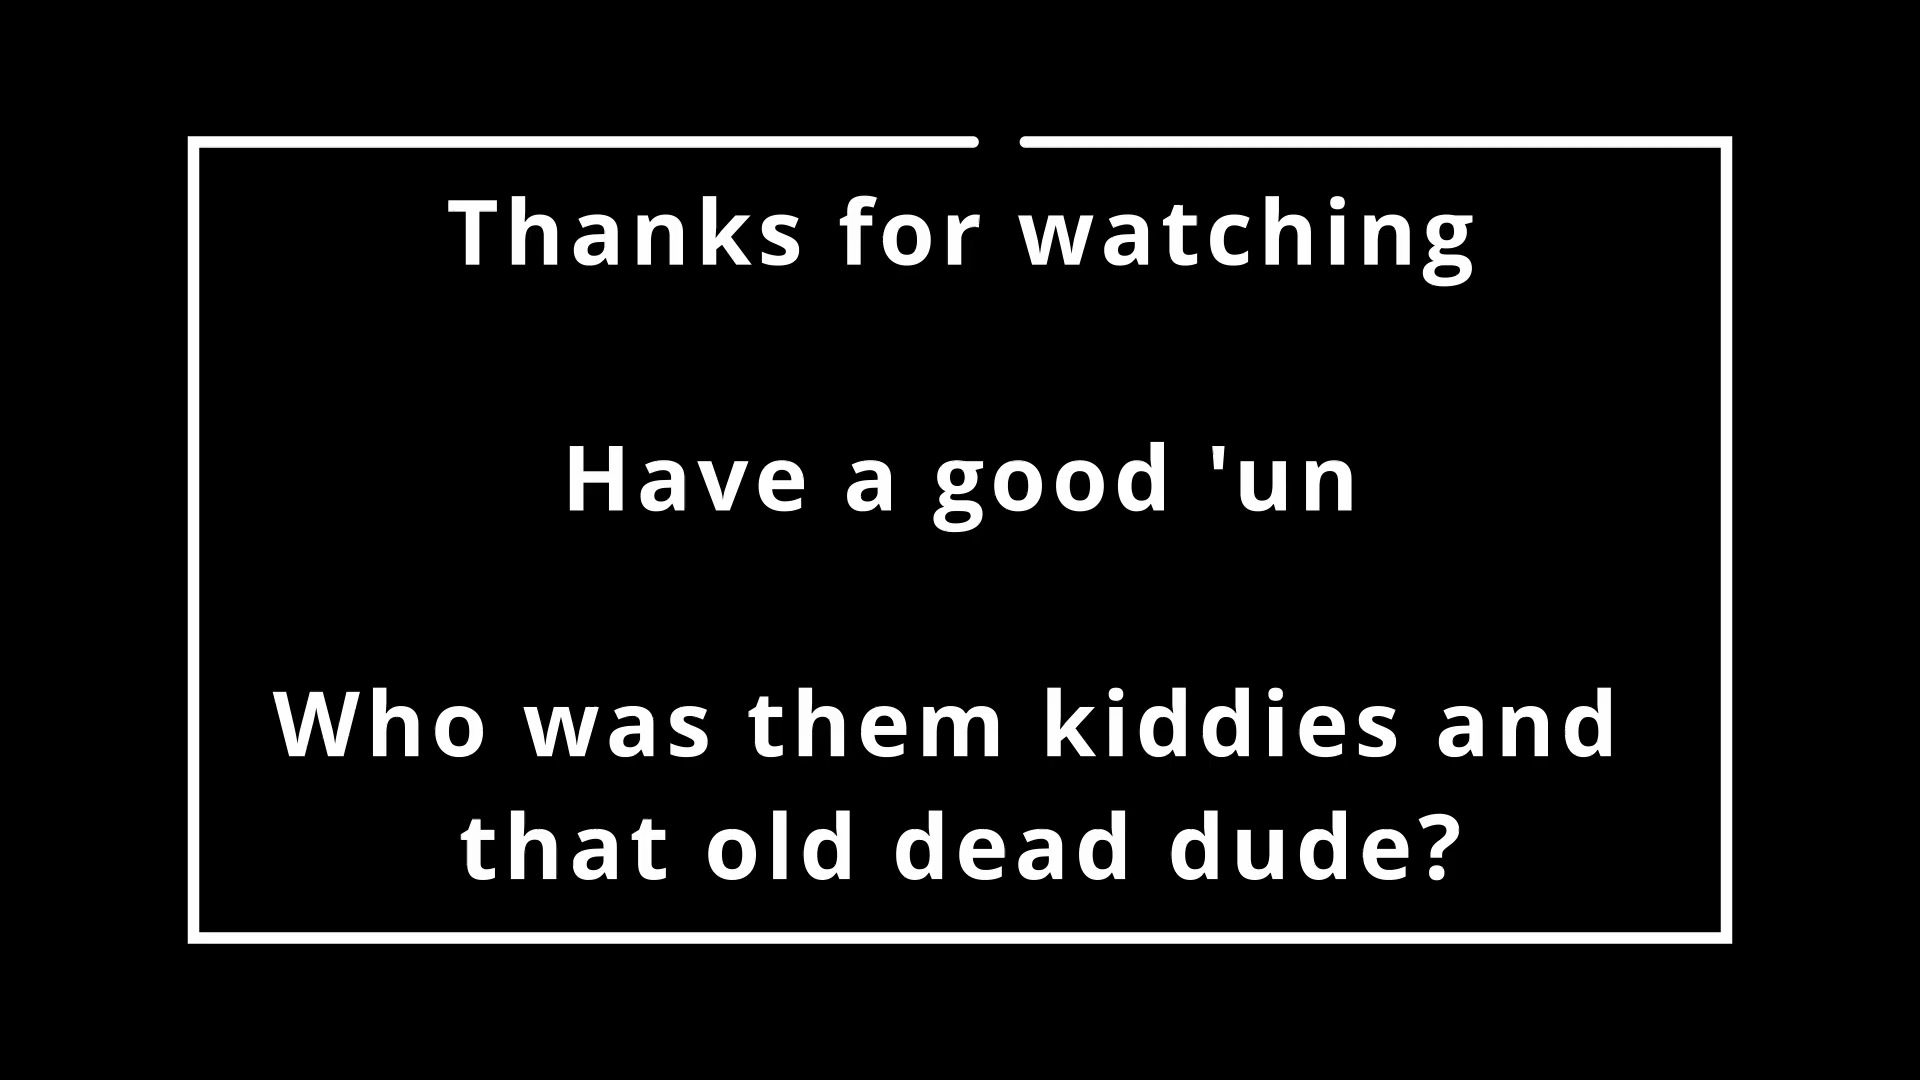 Thanks for watching
Have a good 'un
Who was them kiddies and
that old dead dude?